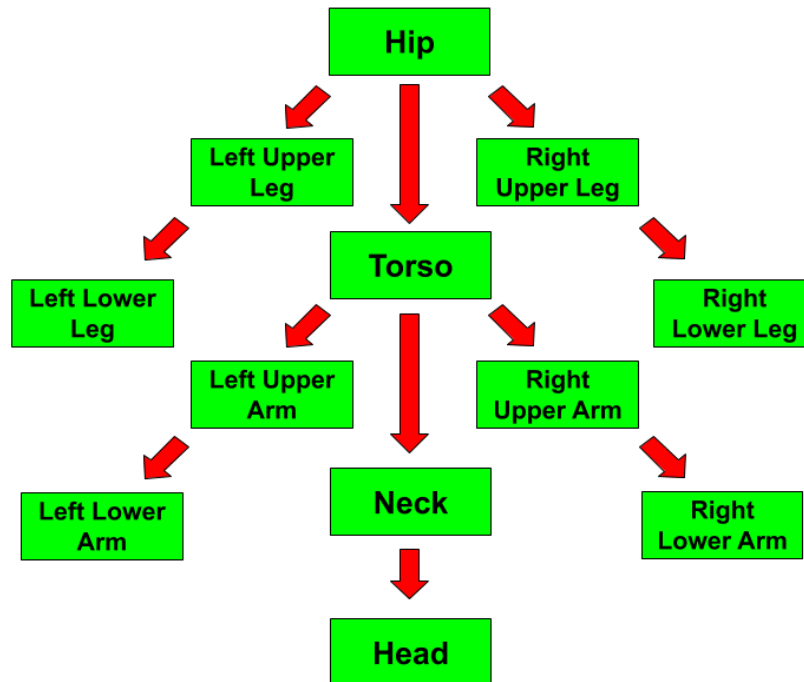 Hip
Left Upper
Leg
Right
Upper Leg
Torso
Left Lower
Leg
Right
Lower Leg
Left Upper
Arm
Right
Upper Arm
Neck
Left Lower
Arm
Right
Lower Arm
Head